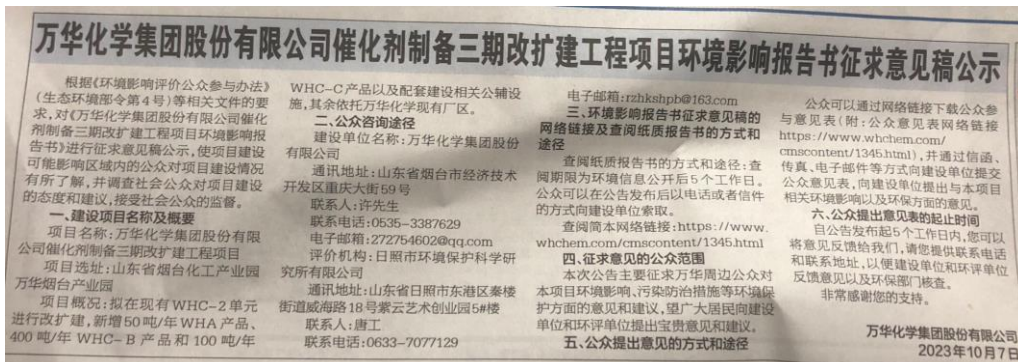 万华化学集团股份有限公司催化剂制备三期改扩建工程项目环境影响报告书征求意见稿公示
根据《环境影响评价公众参与办法》
(生态环境部令第4号)等相关文件的要
求,对《万华化学集团股份有限公司催化
剂制备三期改扩建工程项目环境影响报
告书》进行征求意见稿公示,使项目建设
可能影响区域内的公众对项目建设情况
有所了解,并调查社会公众对项目建设
的态度和建议,接受社会公众的监督。
一、建设项目名称及概要
项目名称:万华化学集团股份有限
公司催化剂制备三期改扩建工程项目
项目选址:山东省烟台化工产业园
万华烟台产业园
项目概况:拟在现有WHC-2单元
进行改扩建,新增50吨/年WHA产品、
400吨/年WHC-B产品和100吨/年
WHC-C产品以及配套建设相关公辅设
施,其余依托万华化学现有厂区。
二、公众咨询途径
建设单位名称:万华化学集团股份
有限公司
通讯地址:山东省烟台市经济技术
开发区重庆大街59号
联系人:许先生
联系电话:0535-3387629
电子邮箱:272754602@qq.com
评价机构:日照市环境保护科学研
究所有限公司
通讯地址:山东省日照市东港区秦楼
街道威海路18号紫云艺术创业园5#楼
联系人:唐工
联系电话:0633-7077129
电子邮箱:rzhkshpb@163.com
三、环境影响报告书征求意见稿的
网络链接及查阅纸质报告书的方式和
途径
查阅纸质报告书的方式和途径:查
阅期限为环境信息公开后5个工作日。
公众可以在公告发布后以电话或者信件
的方式向建设单位索取。
查阅简本网络链接:https://www.
whchem.com/cmscontent/1345.html
四、征求意见的公众范围
本次公告主要征求万华周边公众对
本项目环境影响、污染防治措施等环境保
护方面的意见和建议,望广大居民向建设
单位和环评单位提出宝贵意见和建议。
五、公众提出意见的方式和途径
公众可以通过网络链接下载公众参
与意见表(附:公众意见表网络链接
https://www.whchem.com/
cmscontent/1345.html),并通过信函、
传真、电子邮件等方式向建设单位提交
公众意见表,向建设单位提出与本项目
相关环境影响以及环保方面的意见。
六、公众提出意见表的起止时间
自公告发布起5个工作日内,您可以
将意见反馈给我们,请您提供联系电话
和联系地址,以便建设单位和环评单位
反馈意见以及环保部门核查。
非常感谢您的支持。
万华化学集团股份有限公司
2023年10月7日